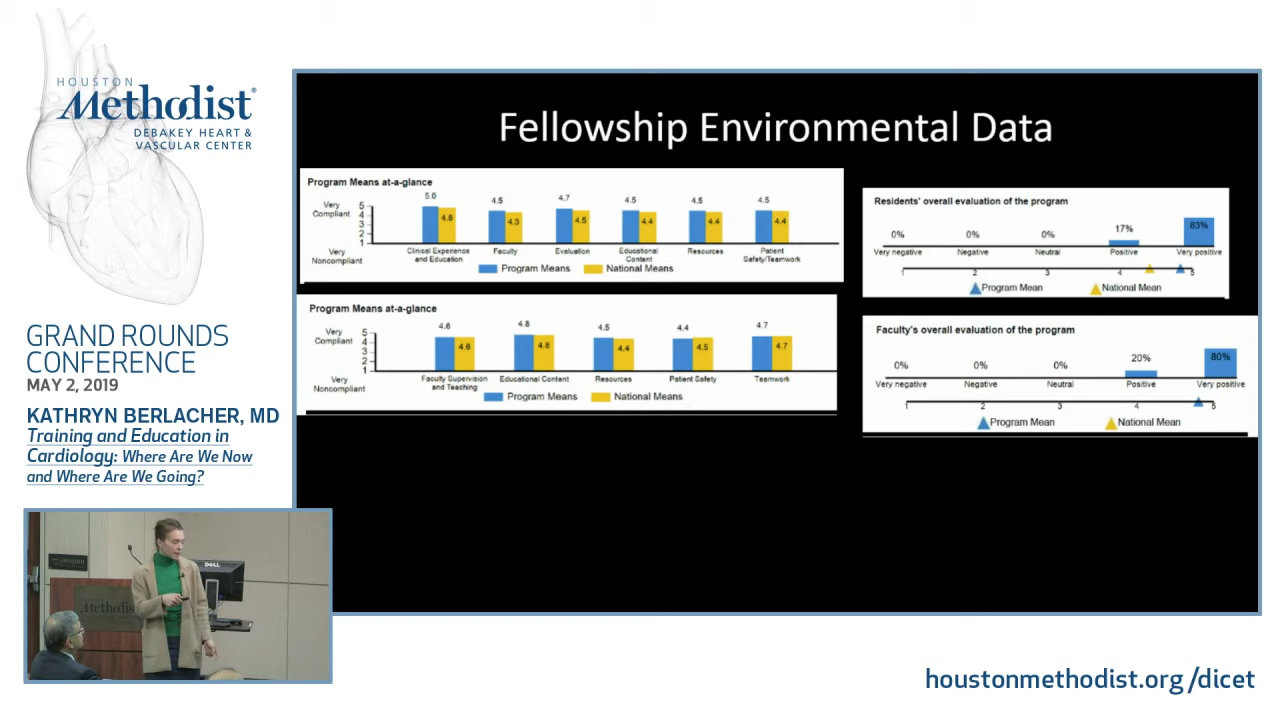 HOUSTON
Methodist®
DEBAKEY HEART &
VASCULAR CENTER
GRAND ROUNDS
CONFERENCE
MAY 2, 2019
KATHRYN BERLACHER, MD
Training and Education in
Cardiology: Where Are We Now
and Where Are We Going?
Fellowship Environmental Data
Program Means at-a-glance
Very
Compliant
5
4
3
2
1
Very
Noncompliant
5.0 4.5 4.7 4.5 4.5 4.5
4.8 4.3 4.5 4.4 4.4 4.4
Clinical Experience
and Education
Faculty
Evaluation
Educational
Content
Resources
Patient
Safety/Teamwork
Program Means National Means
Program Means at-a-glance
Very
Compliant
5
4
3
2
1
Very
Noncompliant
4.6 4.8 4.5 4.4 4.7
4.6 4.8 4.4 4.5 4.7
Faculty Supervision
and Teaching
Educational Content
Resources
Patient Safety
Teamwork
Program Means National Means
Residents' overall evaluation of the program
0% 0% 0% 17% 83%
Very negative Negative Neutral Positive Very positive
1 2 3 4 5
Program Mean National Mean
Faculty's overall evaluation of the program
0% 0% 0% 20% 80%
Very negative Negative Neutral Positive Very positive
1 2 3 4 5
Program Mean National Mean
DELL
Methodist
houstonmethodist.org/dicet